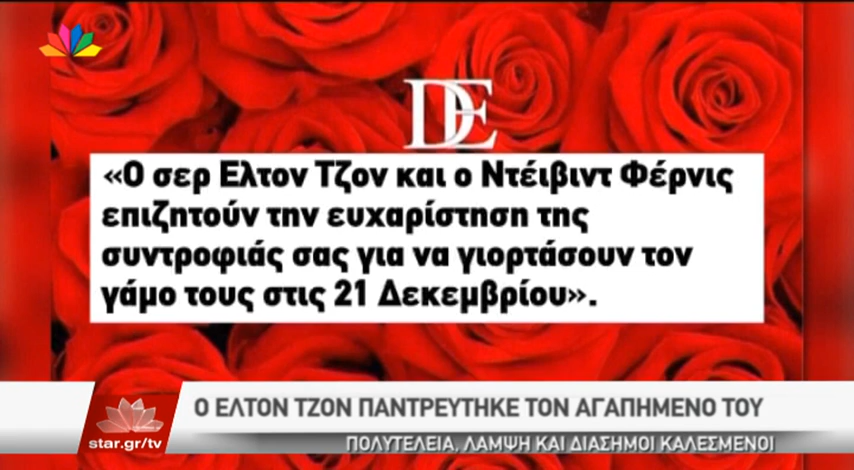 DE
«Ο σερ Ελτον Τζον και ο Ντέιβιντ Φέρνις
επιζητούν την ευχαρίστηση της
συντροφιάς σας για να γιορτάσουν τον
γάμο τους στις 21 Δεκεμβρίου».
Ο ΕΛΤΟΝ ΤΖΟΝ ΠΑΝΤΡΕΥΤΗΚΕ ΤΟΝ ΑΓΑΠΗΜΕΝΟ ΤΟΥ
star.gr/tv
ΠΟΛΥΤΕΛΕΙΑ, ΛΑΜΨΗ ΚΑΙ ΔΙΑΣΗΜΟΙ ΚΑΛΕΣΜΕΝΟΙ